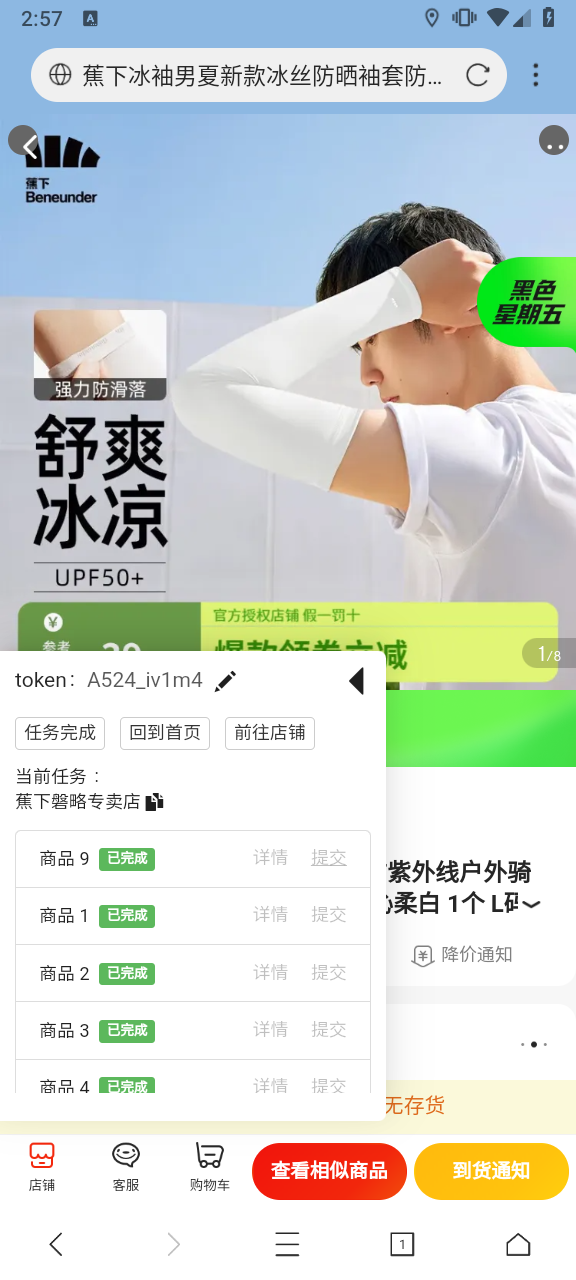 2:57
A
蕉下冰袖男夏新款冰丝防晒袖套防...
蕉下
Beneunder
黑色
星期五
强力防滑落
舒爽
冰凉
UPF50+
官方授权店铺 假一罚十
参考
1/8
token: A524_iv1m4
任务完成
回到首页
前往店铺
当前任务：
蕉下磐略专卖店
商品 9 已完成 详情 提交
紫外线户外骑
柔白 1个 L码
商品 1 已完成 详情 提交
降价通知
商品 2 已完成 详情 提交
商品 3 已完成 详情 提交
商品 4 已完成 详情 提交
无存货
店铺
客服
购物车
查看相似商品
到货通知
1